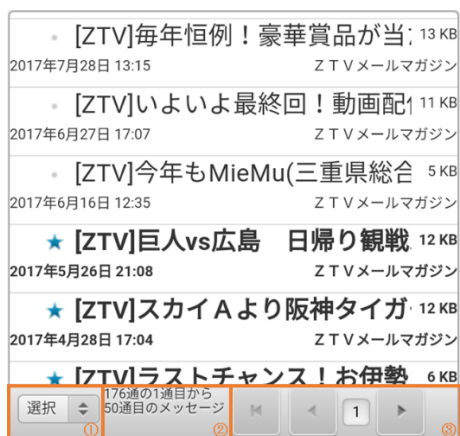 [ZTV]毎年恒例！豪華賞品が当 13 KB
2017年7月28日 13:15 ＺＴＶメールマガジン
[ZTV]いよいよ最終回！動画配 11 KB
2017年6月27日 17:07 ＺＴＶメールマガジン
[ZTV]今年もMieMu(三重県総合 5 KB
2017年6月16日 12:35 ＺＴＶメールマガジン
★ [ZTV]巨人vs広島　日帰り観戦 12 KB
2017年5月26日 21:08 ＺＴＶメールマガジン
★ [ZTV]スカイＡより阪神タイガ 12 KB
2017年4月28日 17:04 ＺＴＶメールマガジン
★ [ZTV]ラストチャンス！お伊勢 6 KB
選択 ①
176通の1通目から
50通目のメッセージ ②
1 ③